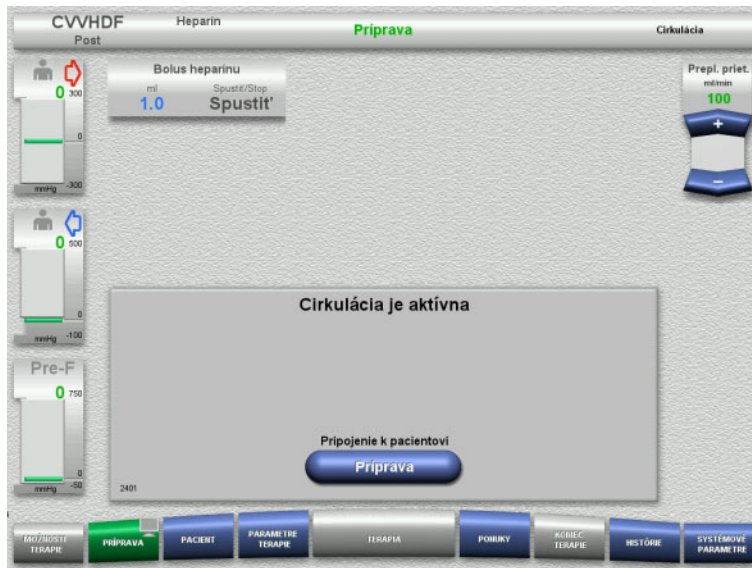 CVVHDF
Post
Heparin
Príprava
Cirkulácia
0
300
0
-300
mmHg
Bolus heparínu
ml
Spustiť/Stop
1.0
Spustiť
Prepl. priet.
ml/min
100
+
−
0
500
0
-100
mmHg
Pre-F
0
750
0
-50
mmHg
Cirkulácia je aktívna
Pripojenie k pacientovi
Príprava
2401
MOŽNOSTI
TERAPIE
PRÍPRAVA
PACIENT
PARAMETRE
TERAPIE
TERAPIA
PONUKY
KONIEC
TERAPIE
HISTÓRIE
SYSTÉMOVÉ
PARAMETRE